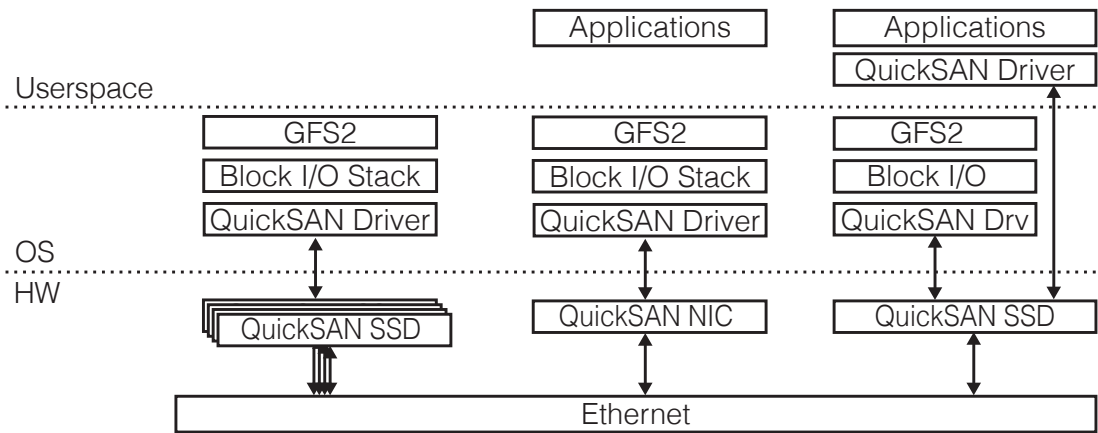 Applications
Applications
QuickSAN Driver
Userspace
GFS2
GFS2
GFS2
Block I/O Stack
Block I/O Stack
Block I/O
QuickSAN Driver
QuickSAN Driver
QuickSAN Drv
OS
HW
QuickSAN SSD
QuickSAN NIC
QuickSAN SSD
Ethernet